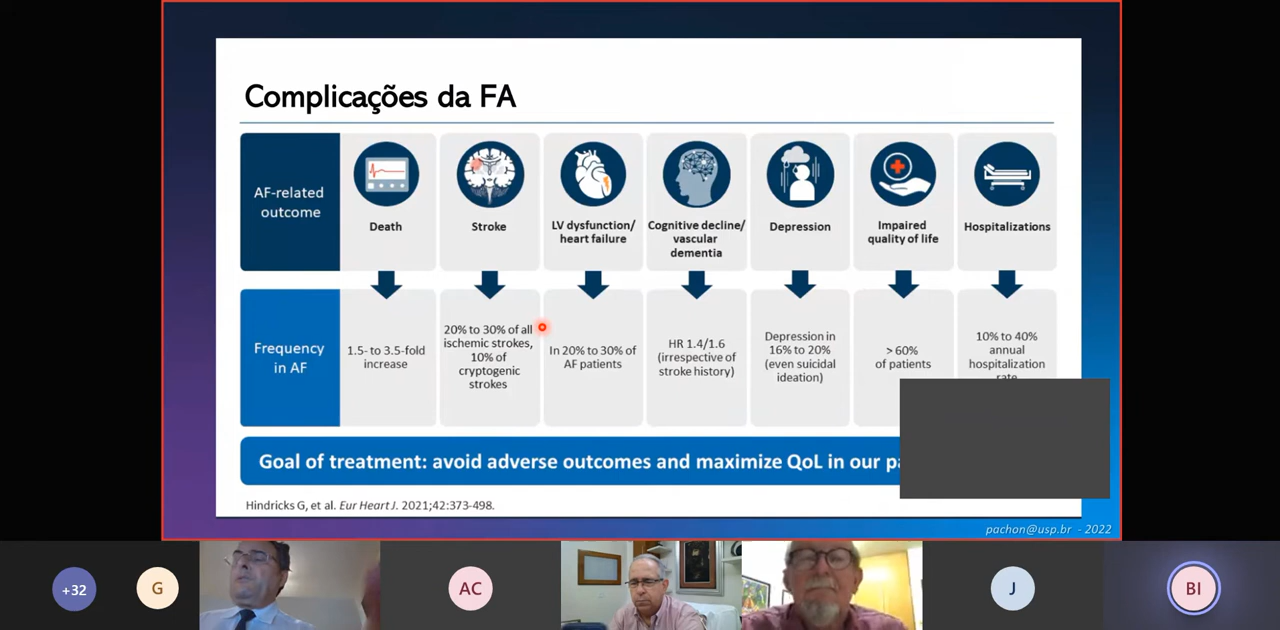 Complicações da FA
AF-related
outcome
Death
Stroke
LV dysfunction/
heart failure
Cognitive decline/
vascular
dementia
Depression
Impaired
quality of life
Hospitalizations
Frequency
in AF
1.5- to 3.5-fold
increase
20% to 30% of all
ischemic strokes,
10% of
cryptogenic
strokes
In 20% to 30% of
AF patients
HR 1.4/1.6
(irrespective of
stroke history)
Depression in
16% to 20%
(even suicidal
ideation)
> 60%
of patients
10% to 40%
annual
hospitalization
rate
Goal of treatment: avoid adverse outcomes and maximize QoL in our
Hindricks G, et al. Eur Heart J. 2021;42:373-498.
pachon@usp.br - 2022
+32
G
AC
J
BI